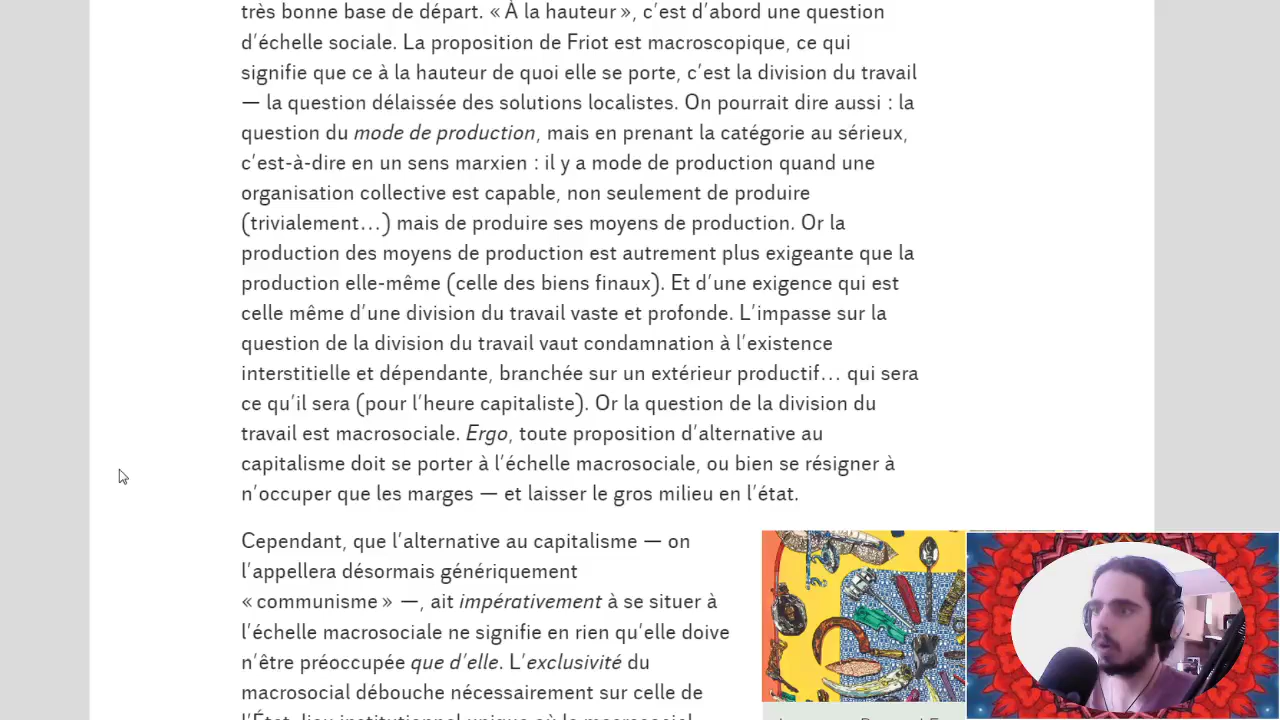 très bonne base de départ. « À la hauteur », c’est d’abord une question
d’échelle sociale. La proposition de Friot est macroscopique, ce qui
signifie que ce à la hauteur de quoi elle se porte, c’est la division du travail
— la question délaissée des solutions localistes. On pourrait dire aussi : la
question du mode de production, mais en prenant la catégorie au sérieux,
c’est-à-dire en un sens marxien : il y a mode de production quand une
organisation collective est capable, non seulement de produire
(trivialement…) mais de produire ses moyens de production. Or la
production des moyens de production est autrement plus exigeante que la
production elle-même (celle des biens finaux). Et d’une exigence qui est
celle même d’une division du travail vaste et profonde. L’impasse sur la
question de la division du travail vaut condamnation à l’existence
interstitielle et dépendante, branchée sur un extérieur productif… qui sera
ce qu’il sera (pour l’heure capitaliste). Or la question de la division du
travail est macrosociale. Ergo, toute proposition d’alternative au
capitalisme doit se porter à l’échelle macrosociale, ou bien se résigner à
n’occuper que les marges — et laisser le gros milieu en l’état.
Cependant, que l’alternative au capitalisme — on
l’appellera désormais génériquement
« communisme » —, ait impérativement à se situer à
l’échelle macrosociale ne signifie en rien qu’elle doive
n’être préoccupée que d’elle. L’exclusivité du
macrosocial débouche nécessairement sur celle de
l’État, lieu institutionnel unique où le macrosocial